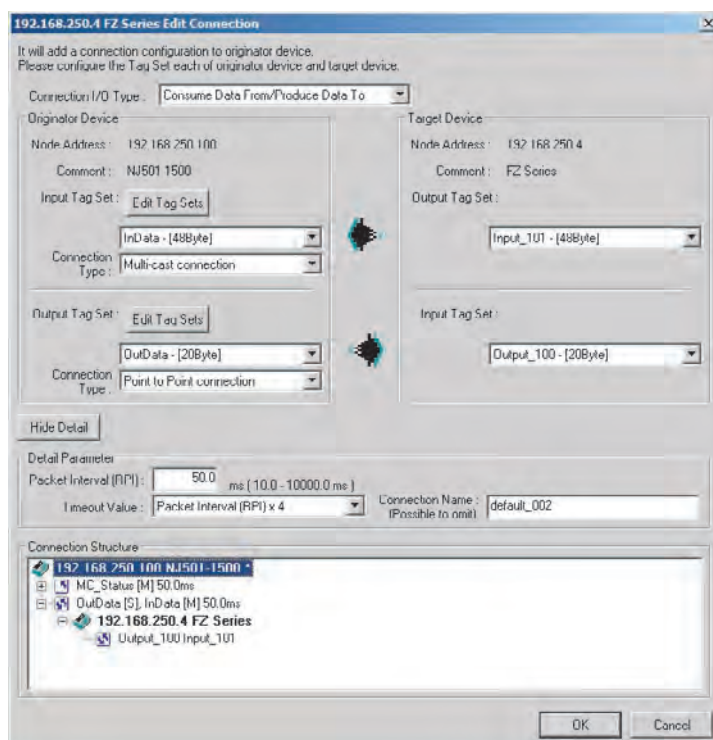 192.168.250.4 FZ Series Edit Connection
It will add a connection configuration to originator device.
Please configure the Tag Set each of originator device and target device.
Connection I/O Type : Consume Data From/Produce Data To
Originator Device
Node Address : 192.168.250.100
Comment : NJ501-1500
Input Tag Set : Edit Tag Sets
InData - [48Byte]
Connection Type : Multi-cast connection
Output Tag Set : Edit Tag Sets
OutData - [20Byte]
Connection Type : Point to Point connection
Target Device
Node Address : 192.168.250.4
Comment : FZ Series
Output Tag Set :
Input_101 - [48Byte]
Input Tag Set :
Output_100 - [20Byte]
Hide Detail
Detail Parameter
Packet Interval (RPI) : 50.0 ms ( 10.0 - 10000.0 ms )
Timeout Value : Packet Interval (RPI) x 4
Connection Name : default_002
(Possible to omit)
Connection Structure
192.168.250.100 NJ501-1500 *
MC_Status [M] 50.0ms
OutData [S], InData [M] 50.0ms
192.168.250.4 FZ Series
Output_100 Input_101
OK Cancel